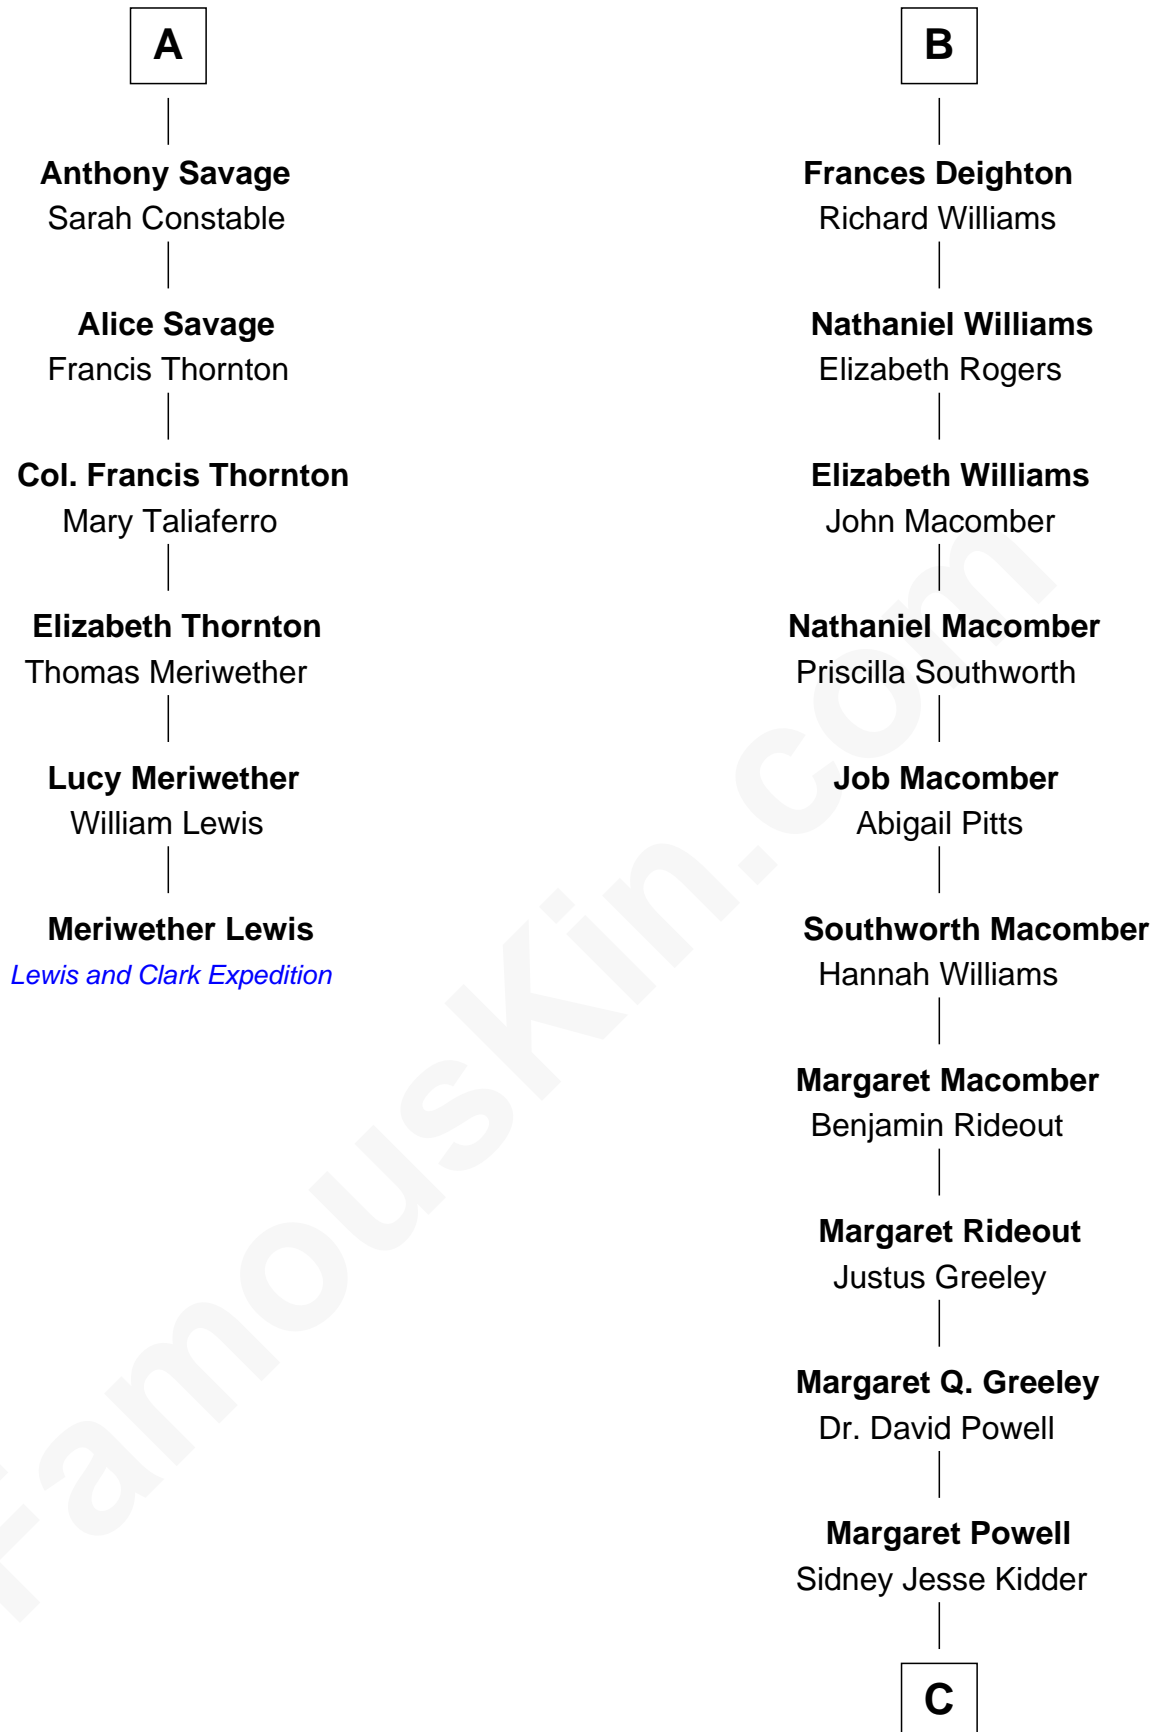 A
Anthony Savage
Sarah Constable
Alice Savage
Francis Thornton
Col. Francis Thornton
Mary Taliaferro
Elizabeth Thornton
Thomas Meriwether
Lucy Meriwether
William Lewis
Meriwether Lewis
Lewis and Clark Expedition
B
Frances Deighton
Richard Williams
Nathaniel Williams
Elizabeth Rogers
Elizabeth Williams
John Macomber
Nathaniel Macomber
Priscilla Southworth
Job Macomber
Abigail Pitts
Southworth Macomber
Hannah Williams
Margaret Macomber
Benjamin Rideout
Margaret Rideout
Justus Greeley
Margaret Q. Greeley
Dr. David Powell
Margaret Powell
Sidney Jesse Kidder
C
FamousKin.com